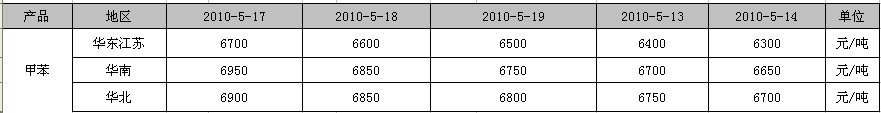 产品 地区 2010-5-17 2010-5-18 2010-5-19 2010-5-13 2010-5-14 单位
华东江苏 6700 6600 6500 6400 6300 元/吨
甲苯 华南 6950 6850 6750 6700 6650 元/吨
华北 6900 6850 6800 6750 6700 元/吨